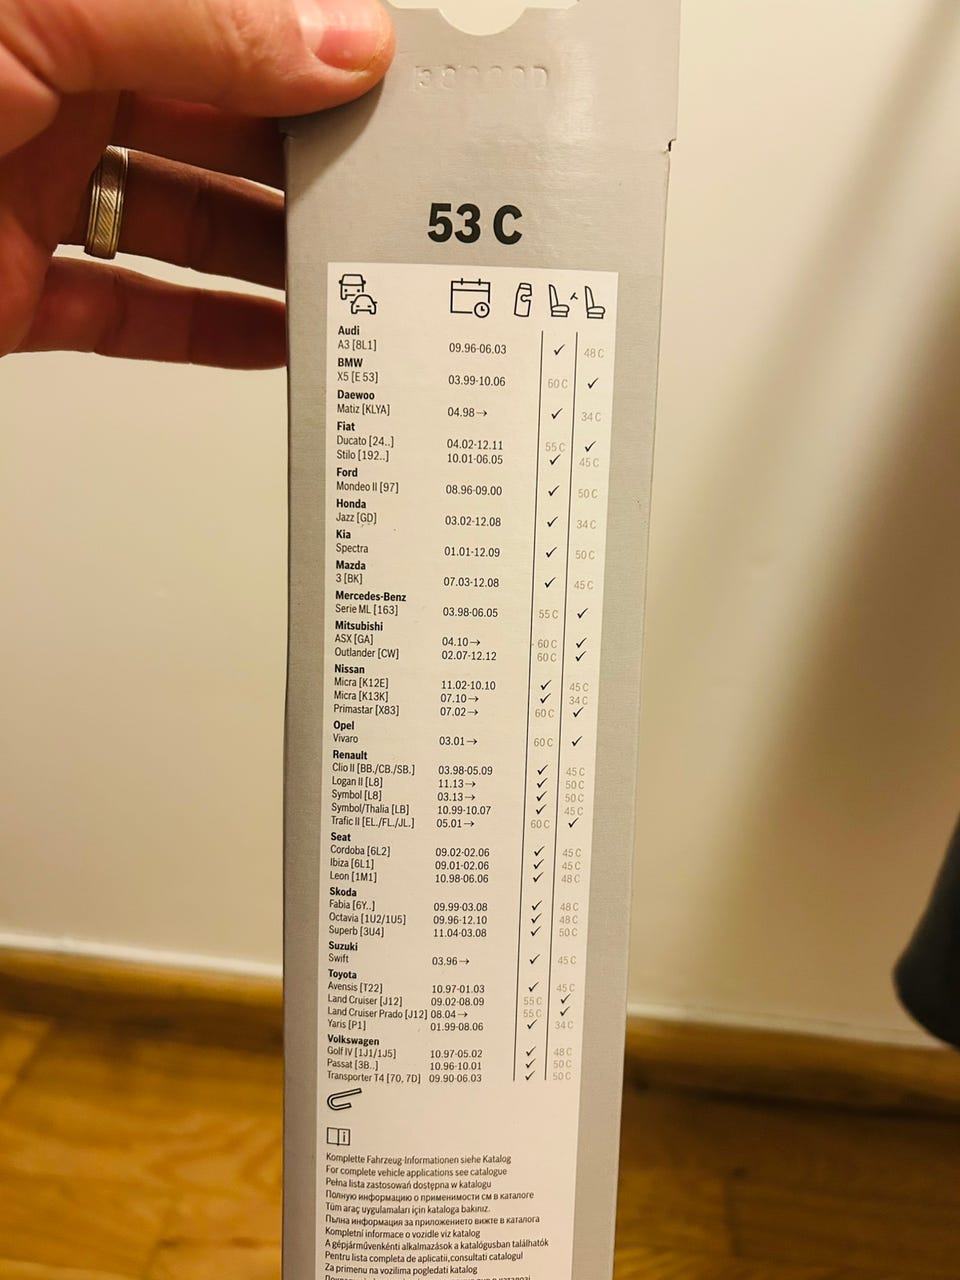 53 C
Audi
A3 [8L1] 09.96-06.03 ✓ 48 C
BMW
X5 [E 53] 03.99-10.06 60 C ✓
Daewoo
Matiz [KLYA] 04.98→ ✓ 34 C
Fiat
Ducato [24..] 04.02-12.11 55 C ✓
Stilo [192..] 10.01-06.05 ✓ 45 C
Ford
Mondeo II [97] 08.96-09.00 ✓ 50 C
Honda
Jazz [GD] 03.02-12.08 ✓ 34 C
Kia
Spectra 01.01-12.09 ✓ 50 C
Mazda
3 [BK] 07.03-12.08 ✓ 45 C
Mercedes-Benz
Serie ML [163] 03.98-06.05 55 C ✓
Mitsubishi
ASX [GA] 04.10→ 60 C ✓
Outlander [CW] 02.07-12.12 60 C ✓
Nissan
Micra [K12E] 11.02-10.10 ✓ 45 C
Micra [K13K] 07.10→ ✓ 34 C
Primastar [X83] 07.02→ 60 C ✓
Opel
Vivaro 03.01→ 60 C ✓
Renault
Clio II [BB./CB./SB.] 03.98-05.09 ✓ 45 C
Logan II [L8] 11.13→ ✓ 50 C
Symbol [L8] 03.13→ ✓ 50 C
Symbol/Thalia [LB] 10.99-10.07 ✓ 45 C
Trafic II [EL./FL./JL.] 05.01→ 60 C ✓
Seat
Cordoba [6L2] 09.02-02.06 ✓ 45 C
Ibiza [6L1] 09.01-02.06 ✓ 45 C
Leon [1M1] 10.98-06.06 ✓ 48 C
Skoda
Fabia [6Y..] 09.99-03.08 ✓ 48 C
Octavia [1U2/1U5] 09.96-12.10 ✓ 48 C
Superb [3U4] 11.04-03.08 ✓ 50 C
Suzuki
Swift 03.96→ ✓ 45 C
Toyota
Avensis [T22] 10.97-01.03 ✓ 45 C
Land Cruiser [J12] 09.02-08.09 55 C ✓
Land Cruiser Prado [J12] 08.04→ 55 C ✓
Yaris [P1] 01.99-08.06 ✓ 34 C
Volkswagen
Golf IV [1J1/1J5] 10.97-05.02 ✓ 48 C
Passat [3B..] 10.96-10.01 ✓ 50 C
Transporter T4 [70, 7D] 09.90-06.03 ✓ 50 C
Komplette Fahrzeug-Informationen siehe Katalog
For complete vehicle applications see catalogue
Pełna lista zastosowań dostępna w katalogu
Полную информацию о применимости см в каталоге
Tüm araç uygulamaları için kataloga bakınız.
Пълна информация за приложението вижте в каталога
Kompletní informace o vozidle viz katalog
A gépjárművenkénti alkalmazások a katalógusban találhatók
Pentru lista completa de aplicatii,consultati catalogul
Za primenu na vozilima pogledati katalog